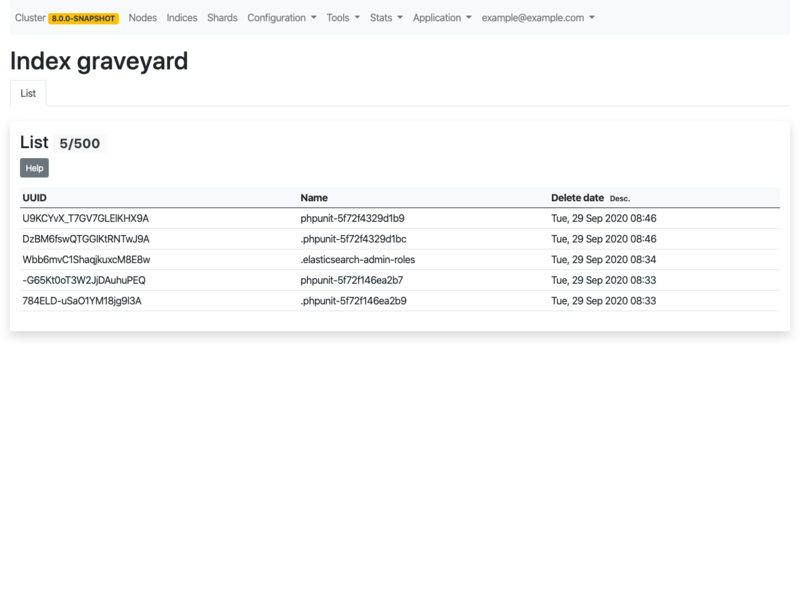 Cluster 8.0.0-SNAPSHOT Nodes Indices Shards Configuration Tools Stats Application example@example.com
Index graveyard
List
List 5/500
Help
UUID Name Delete date Desc.
U9KCYvX_T7GV7GLElKHX9A phpunit-5f72f4329d1b9 Tue, 29 Sep 2020 08:46
DzBM6fswQTGGlKtRNTwJ9A .phpunit-5f72f4329d1bc Tue, 29 Sep 2020 08:46
Wbb6mvC1ShaqjkuxcM8E8w .elasticsearch-admin-roles Tue, 29 Sep 2020 08:34
-G65Kt0oT3W2JjDAuhuPEQ phpunit-5f72f146ea2b7 Tue, 29 Sep 2020 08:33
784ELD-uSaO1YM18jg9l3A .phpunit-5f72f146ea2b9 Tue, 29 Sep 2020 08:33